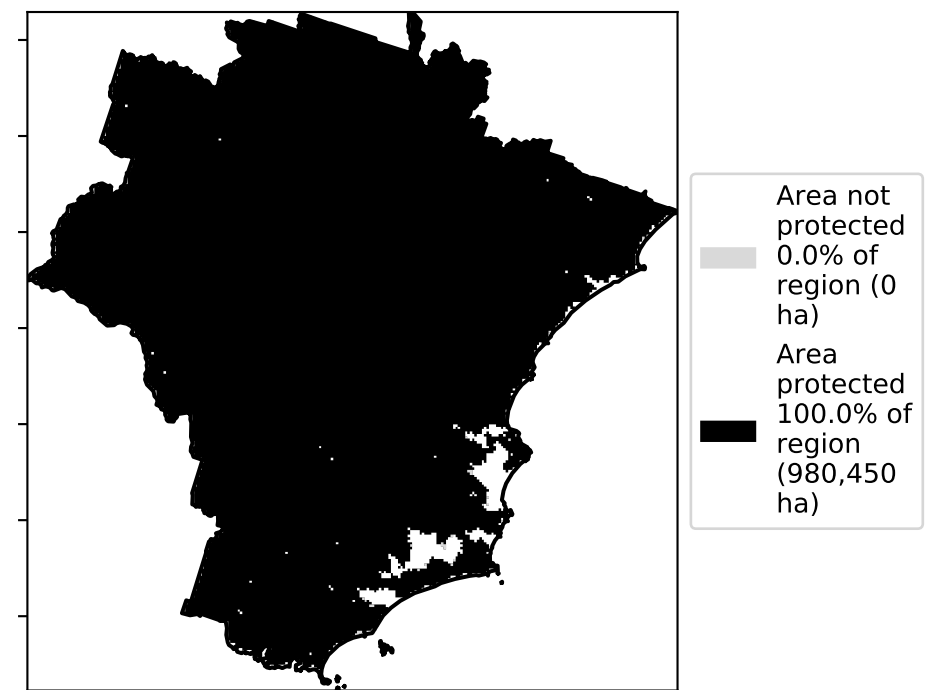 Area not
protected
0.0% of
region (0
ha)
Area
protected
100.0% of
region
(980,450
ha)